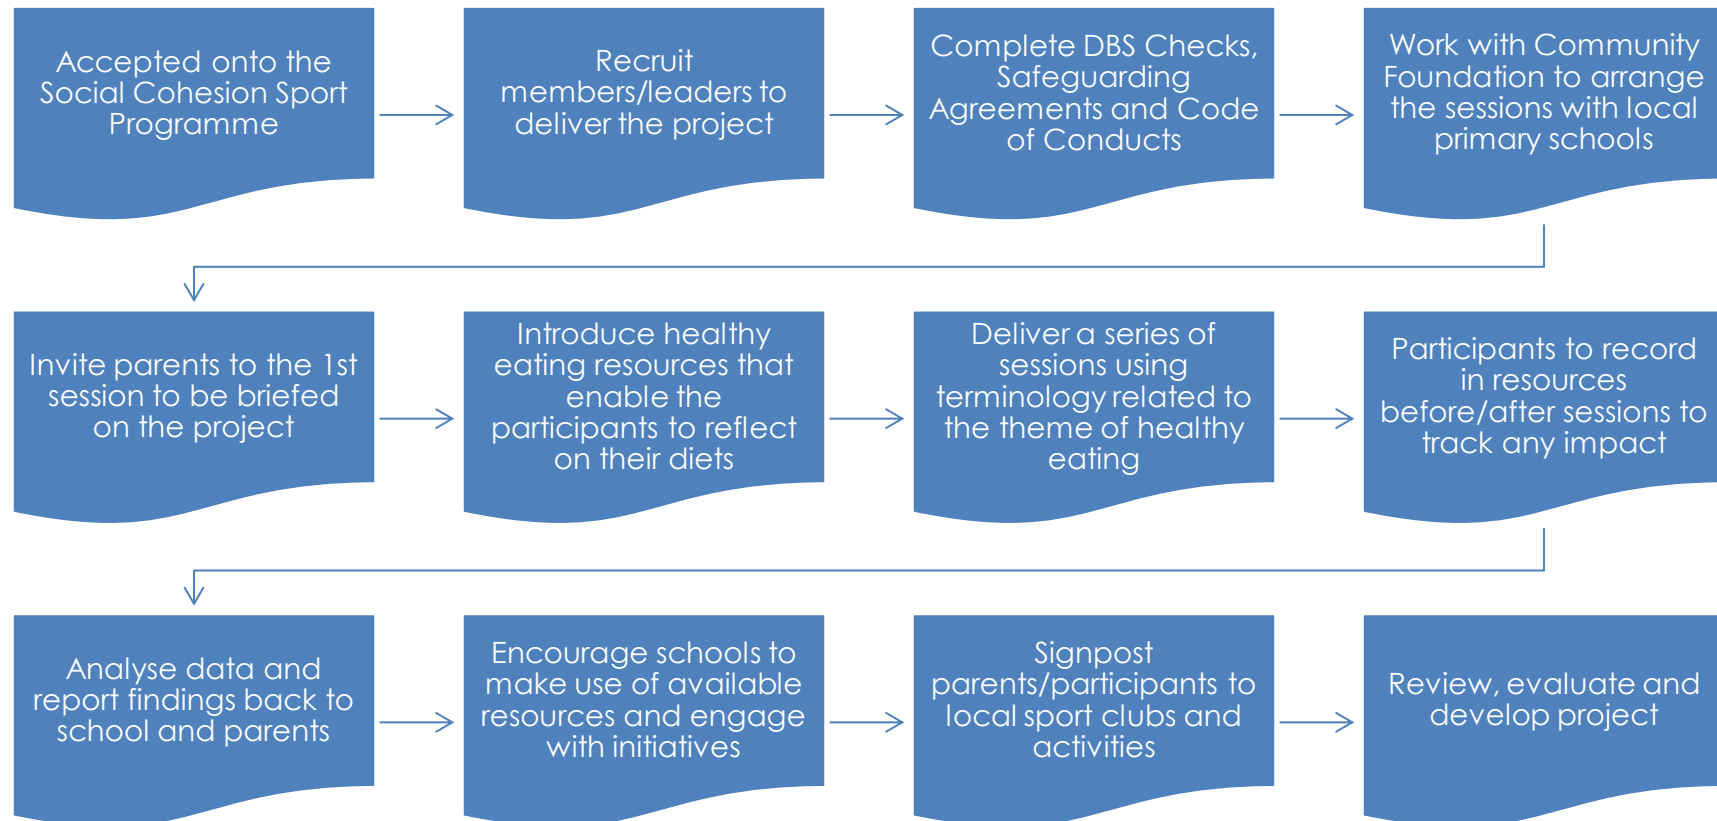 Accepted onto the
Social Cohesion Sport
Programme
Recruit
members/leaders to
deliver the project
Complete DBS Checks,
Safeguarding
Agreements and Code
of Conducts
Work with Community
Foundation to arrange
the sessions with local
primary schools
Invite parents to the 1st
session to be briefed
on the project
Introduce healthy
eating resources that
enable the
participants to reflect
on their diets
Deliver a series of
sessions using
terminology related to
the theme of healthy
eating
Participants to record
in resources
before/after sessions to
track any impact
Analyse data and
report findings back to
school and parents
Encourage schools to
make use of available
resources and engage
with initiatives
Signpost
parents/participants to
local sport clubs and
activities
Review, evaluate and
develop project